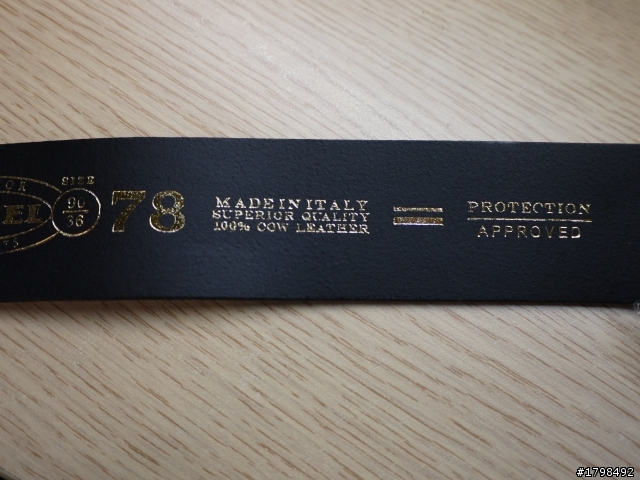 SIZE
90
36
78
MADE IN ITALY
SUPERIOR QUALITY
100% COW LEATHER
=
PROTECTION
APPROVED
#1798492